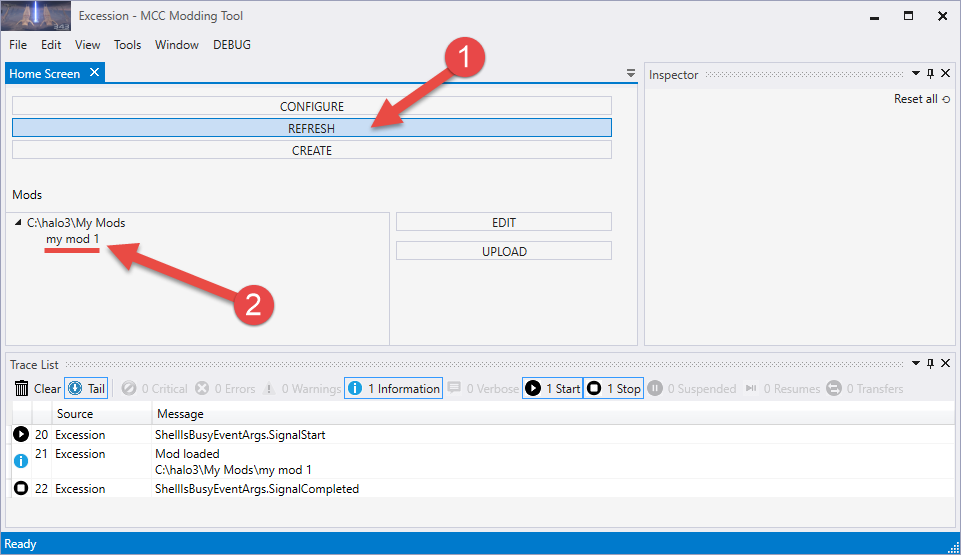 343
Excession - MCC Modding Tool
File Edit View Tools Window DEBUG
1
Home Screen
Inspector
Reset all
CONFIGURE
REFRESH
CREATE
Mods
C:\halo3\My Mods
my mod 1
EDIT
UPLOAD
2
Trace List
Clear Tail 0 Critical 0 Errors 0 Warnings 1 Information 0 Verbose 1 Start 1 Stop 0 Suspended 0 Resumes 0 Transfers
Source Message
20 Excession ShellIsBusyEventArgs.SignalStart
21 Excession Mod loaded
C:\halo3\My Mods\my mod 1
22 Excession ShellIsBusyEventArgs.SignalCompleted
Ready